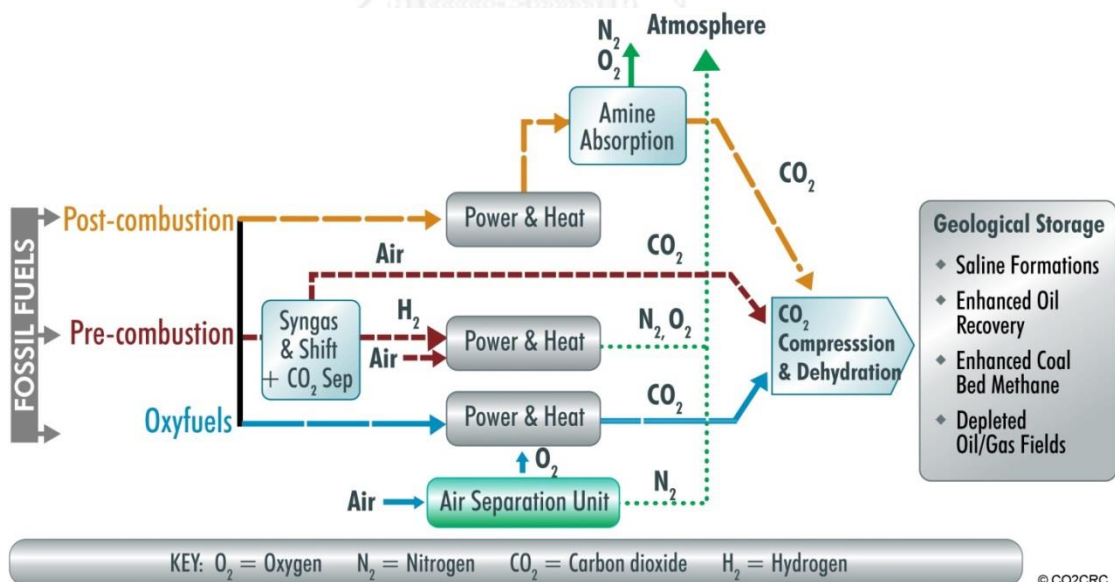 N₂
O₂
Atmosphere
Amine
Absorption
CO₂
Post-combustion
Power & Heat
FOSSIL FUELS
Air
CO₂
Pre-combustion
Syngas
& Shift
+ CO₂ Sep
H₂
Air
Power & Heat
N₂, O₂
CO₂
Compresssion
& Dehydration
Oxyfuels
Power & Heat
CO₂
O₂
Air
Air Separation Unit
N₂
Geological Storage
◆ Saline Formations
◆ Enhanced Oil
Recovery
◆ Enhanced Coal
Bed Methane
◆ Depleted
Oil/Gas Fields
KEY: O₂ = Oxygen N₂ = Nitrogen CO₂ = Carbon dioxide H₂ = Hydrogen
© CO2CRC